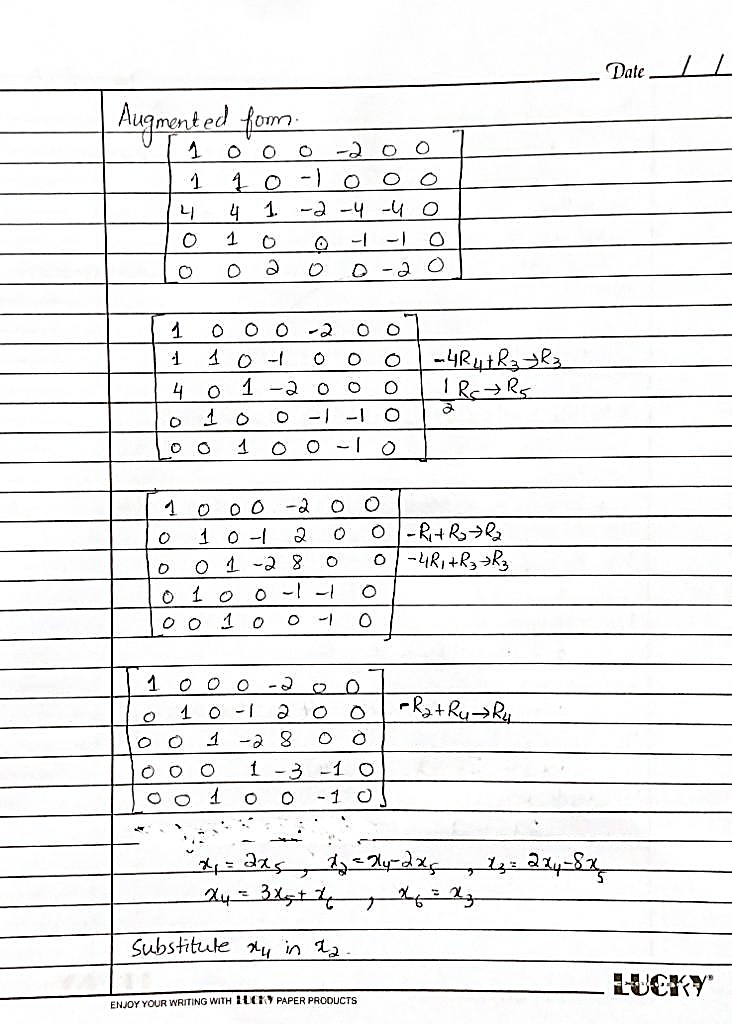 Date / /
Augmented form.
1 0 0 0 -2 0 0
1 1 0 -1 0 0 0
4 4 1 -2 -4 -4 0
0 1 0 0 -1 -1 0
0 0 2 0 0 -2 0
1 0 0 0 -2 0 0
1 1 0 -1 0 0 0 -4R₄+R₃→R₃
4 0 1 -2 0 0 0 1/2 R₅→R₅
0 1 0 0 -1 -1 0
0 0 1 0 0 -1 0
1 0 0 0 -2 0 0
0 1 0 -1 2 0 0 -R₁+R₂→R₂
0 0 1 -2 8 0 0 -4R₁+R₃→R₃
0 1 0 0 -1 -1 0
0 0 1 0 0 -1 0
1 0 0 0 -2 0 0
0 1 0 -1 2 0 0 -R₂+R₄→R₄
0 0 1 -2 8 0 0
0 0 0 1 -3 -1 0
0 0 1 0 0 -1 0
x₁ = 2x₅ , x₂ = x₄-2x₅ , x₃ = 2x₄-8x₅
x₄ = 3x₅+x₆ , x₆ = x₃
Substitute x₄ in x₂.
LUCKY®
ENJOY YOUR WRITING WITH LUCKY PAPER PRODUCTS